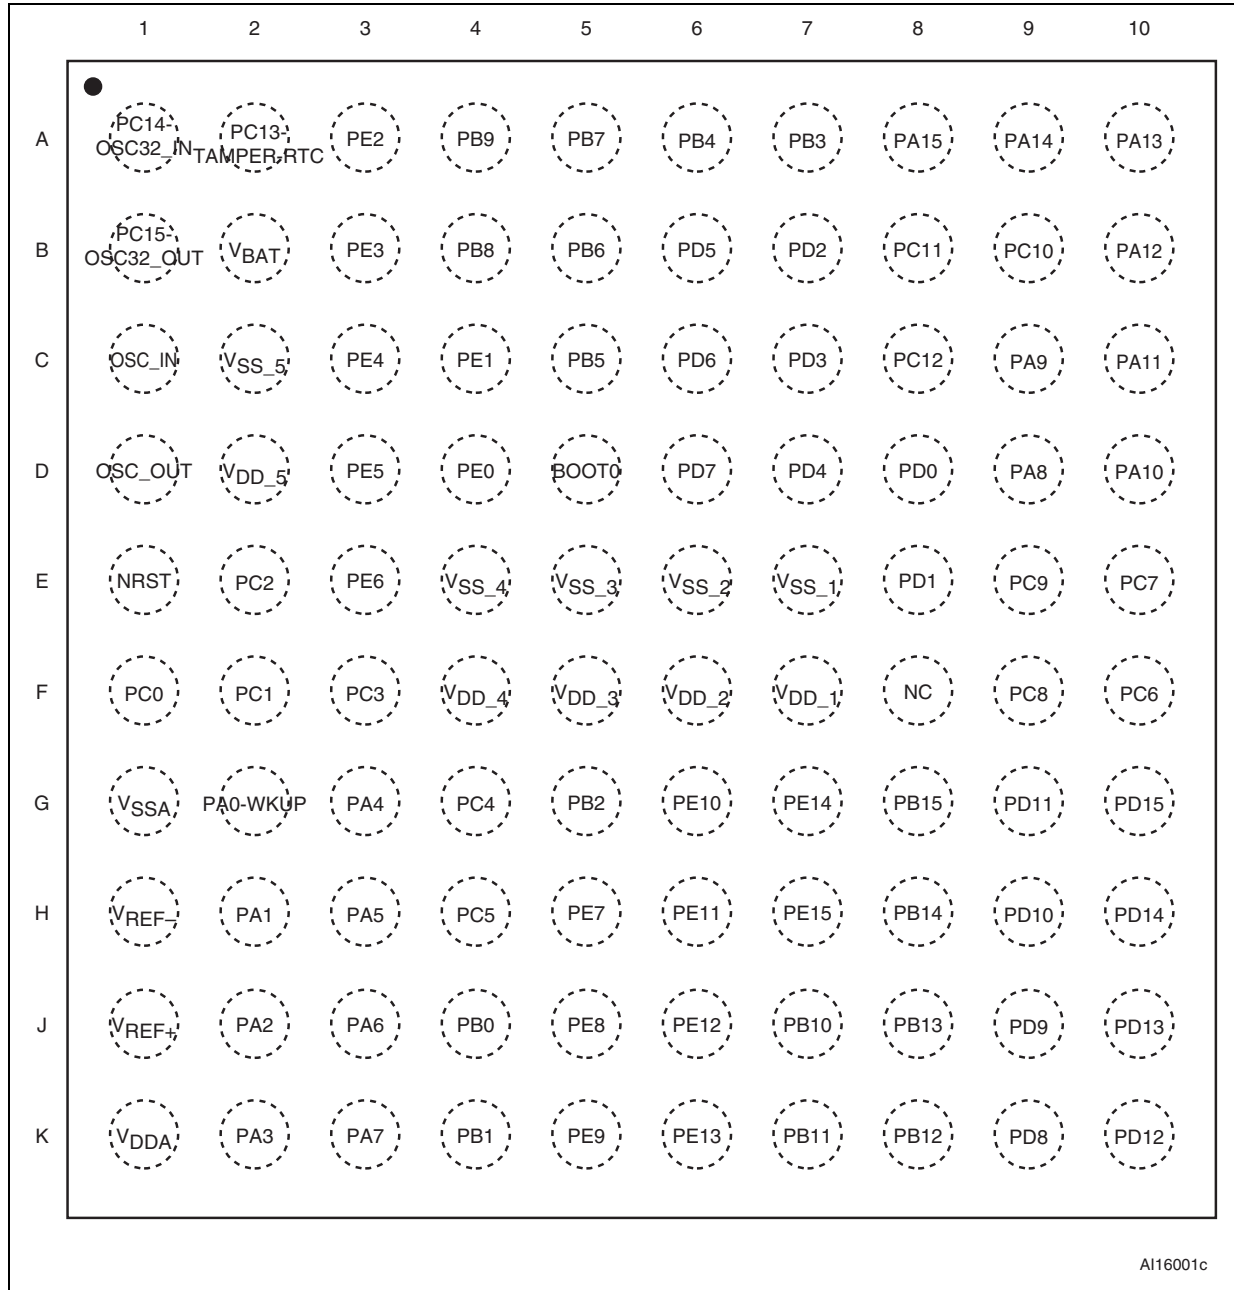 1 2 3 4 5 6 7 8 9 10
A PC14-OSC32_IN PC13-TAMPER-RTC PE2 PB9 PB7 PB4 PB3 PA15 PA14 PA13
B PC15-OSC32_OUT VBAT PE3 PB8 PB6 PD5 PD2 PC11 PC10 PA12
C OSC_IN VSS_5 PE4 PE1 PB5 PD6 PD3 PC12 PA9 PA11
D OSC_OUT VDD_5 PE5 PE0 BOOT0 PD7 PD4 PD0 PA8 PA10
E NRST PC2 PE6 VSS_4 VSS_3 VSS_2 VSS_1 PD1 PC9 PC7
F PC0 PC1 PC3 VDD_4 VDD_3 VDD_2 VDD_1 NC PC8 PC6
G VSSA PA0-WKUP PA4 PC4 PB2 PE10 PE14 PB15 PD11 PD15
H VREF– PA1 PA5 PC5 PE7 PE11 PE15 PB14 PD10 PD14
J VREF+ PA2 PA6 PB0 PE8 PE12 PB10 PB13 PD9 PD13
K VDDA PA3 PA7 PB1 PE9 PE13 PB11 PB12 PD8 PD12
AI16001c